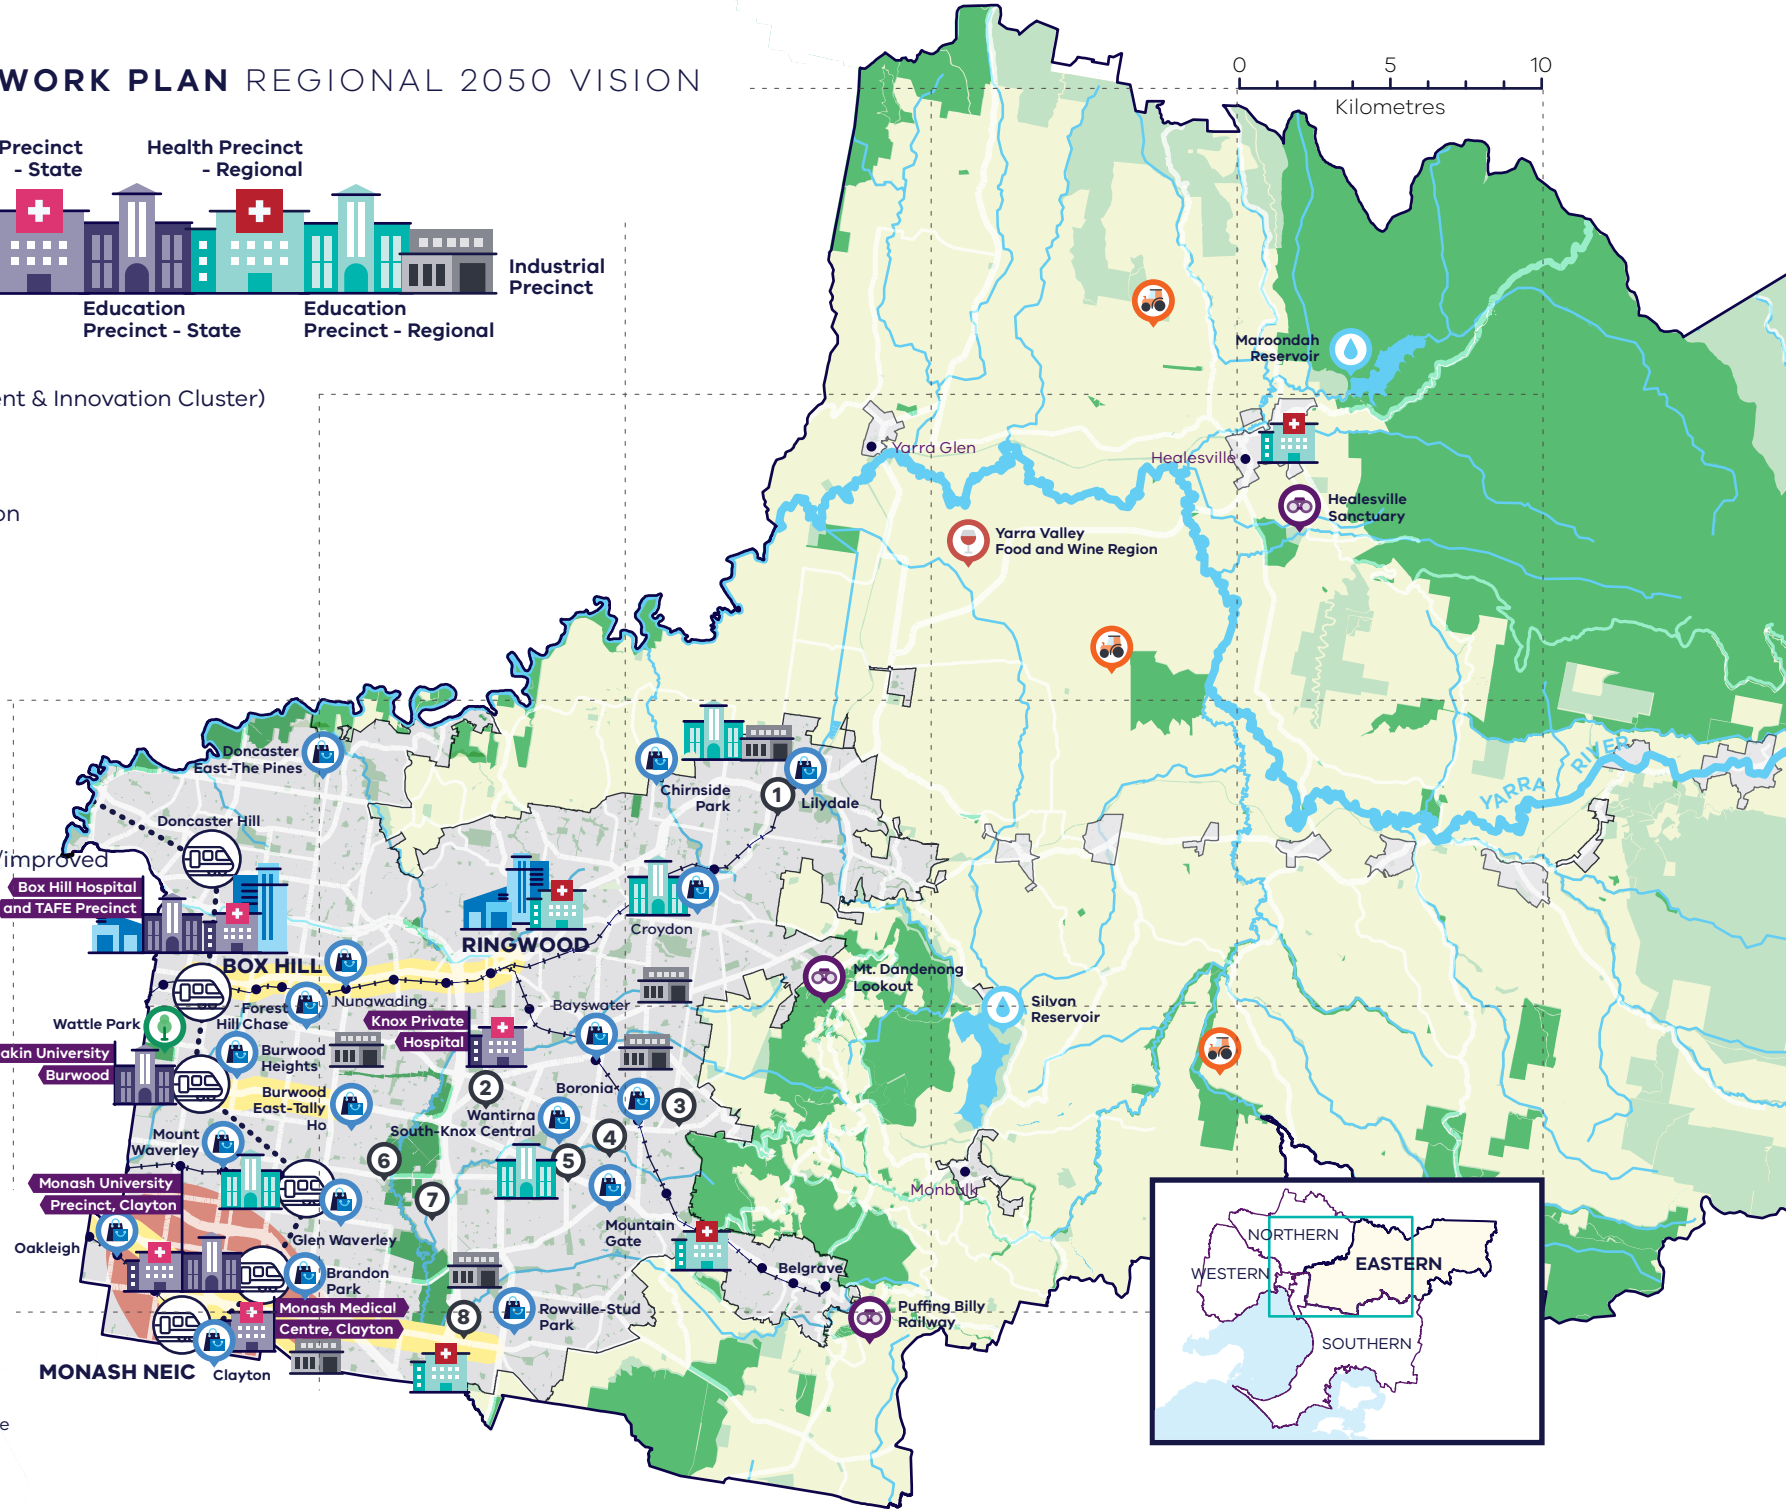 WORK PLAN REGIONAL 2050 VISION
0 5 10
Kilometres
Precinct
- State
Health Precinct
- Regional
Industrial
Precinct
Education
Precinct - State
Education
Precinct - Regional
ent & Innovation Cluster)
on
Maroondah
Reservoir
Yarra Glen
Healesville
Healesville
Sanctuary
Yarra Valley
Food and Wine Region
YARRA RIVER
Doncaster
East-The Pines
Chirnside
Park
1
Lilydale
Doncaster Hill
/improved
Box Hill Hospital
and TAFE Precinct
BOX HILL
RINGWOOD
Croydon
Mt. Dandenong
Lookout
Silvan
Reservoir
Nunawading
Forest
Hill Chase
Bayswater
Wattle Park
Knox Private
Hospital
Burwood
Heights
akin University
Burwood
Burwood
East-Tally
Ho
2
Boronia
3
Wantirna
South-Knox Central
4
Mount
Waverley
5
6
7
Monash University
Precinct, Clayton
Monbulk
Oakleigh
Glen Waverley
Mountain
Gate
Brandon
Park
Belgrave
Monash Medical
Centre, Clayton
8
Rowville-Stud
Park
Puffing Billy
Railway
MONASH NEIC
Clayton
e
NORTHERN
WESTERN
EASTERN
SOUTHERN